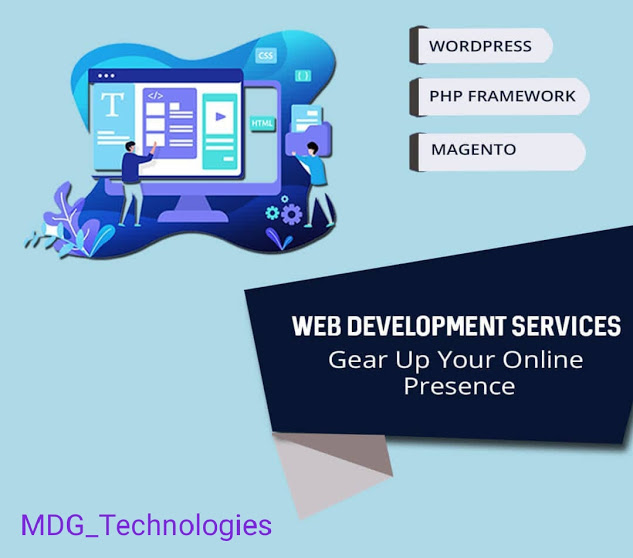 CSS
{ }
T
</>
HTML
WORDPRESS
PHP FRAMEWORK
MAGENTO
WEB DEVELOPMENT SERVICES
Gear Up Your Online
Presence
MDG_Technologies